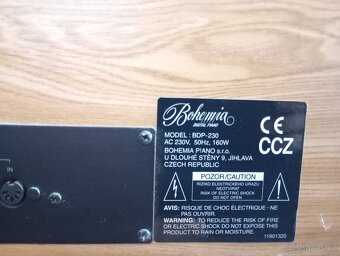 Bohemia
DIGITAL PIANO
MODEL: BDP-230
AC 230V, 50Hz, 160W
BOHEMIA PIANO s.r.o.
U DLOUHÉ STĚNY 9, JIHLAVA
CZECH REPUBLIC
CE
CCZ
POZOR/CAUTION
RIZIKO ELEKTRICKÉHO ÚRAZU
NEOTVÍRAT
RISK OF ELECTRIC SHOCK
DO NOT OPEN
AVIS: RISQUE DE CHOC ÉLECTRIQUE - NE
PAS OUVRIR.
WARNING: TO REDUCE THE RISK OF FIRE
OR ELECTRIC SHOCK DO NOT EXPOSE THIS
PRODUCT TO RAIN OR MOISTURE.
11901320
IN